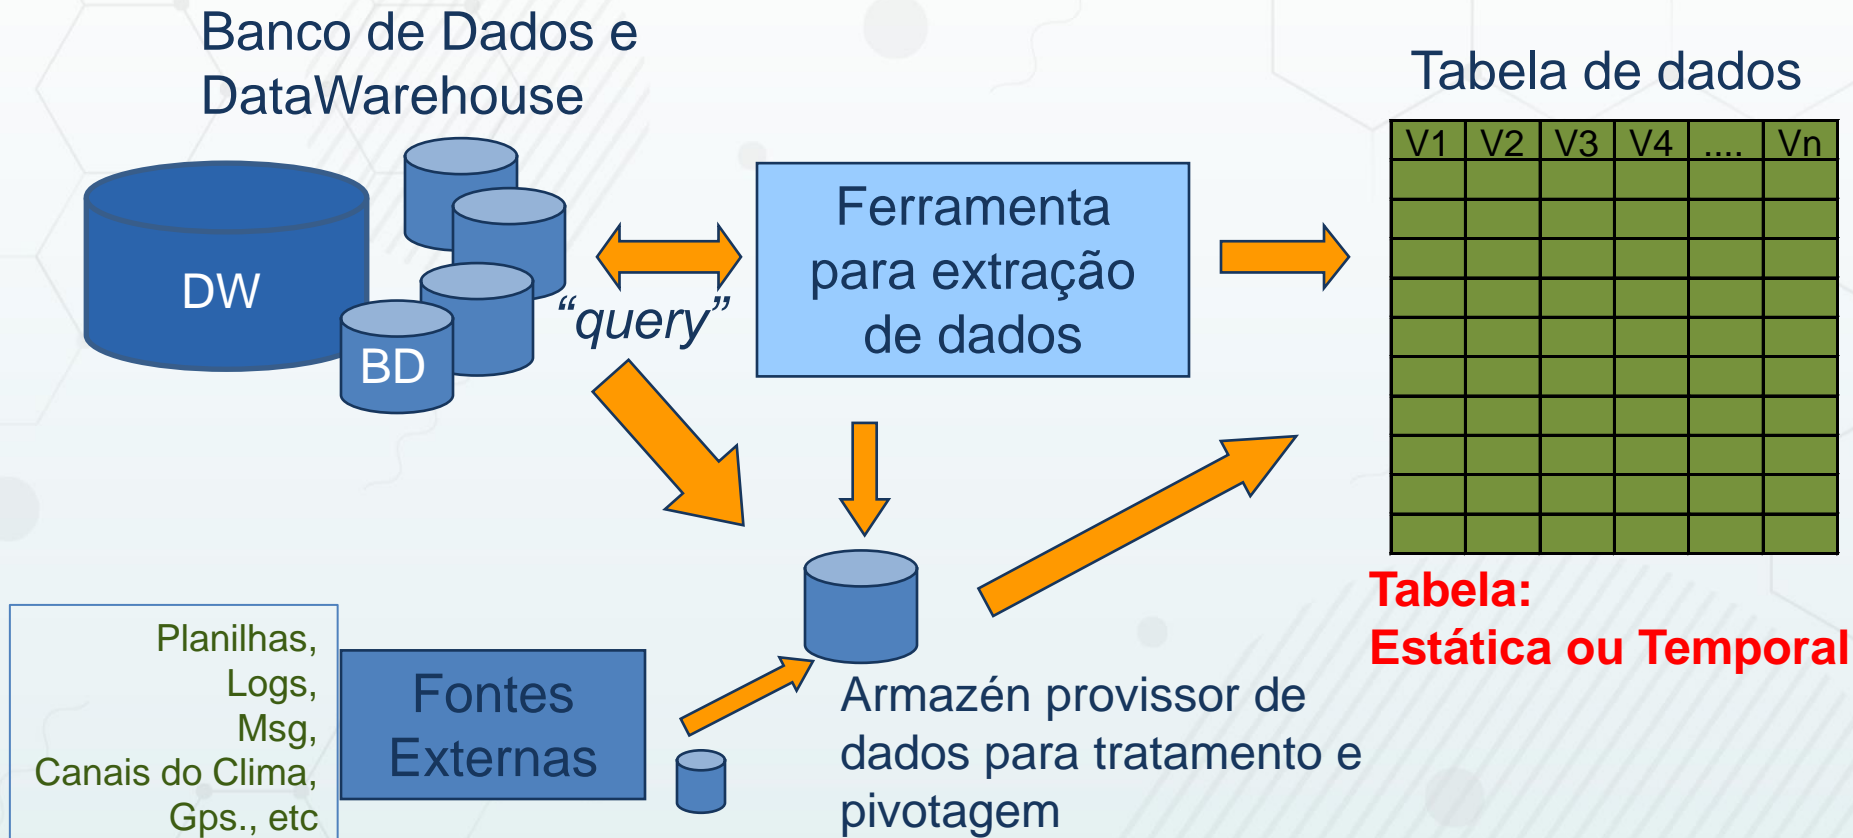 Banco de Dados e
DataWarehouse
DW
BD
“query”
Ferramenta
para extração
de dados
Tabela de dados
V1 V2 V3 V4 .... Vn
Tabela:
Estática ou Temporal
Planilhas,
Logs,
Msg,
Canais do Clima,
Gps., etc
Fontes
Externas
Armazén provissor de
dados para tratamento e
pivotagem